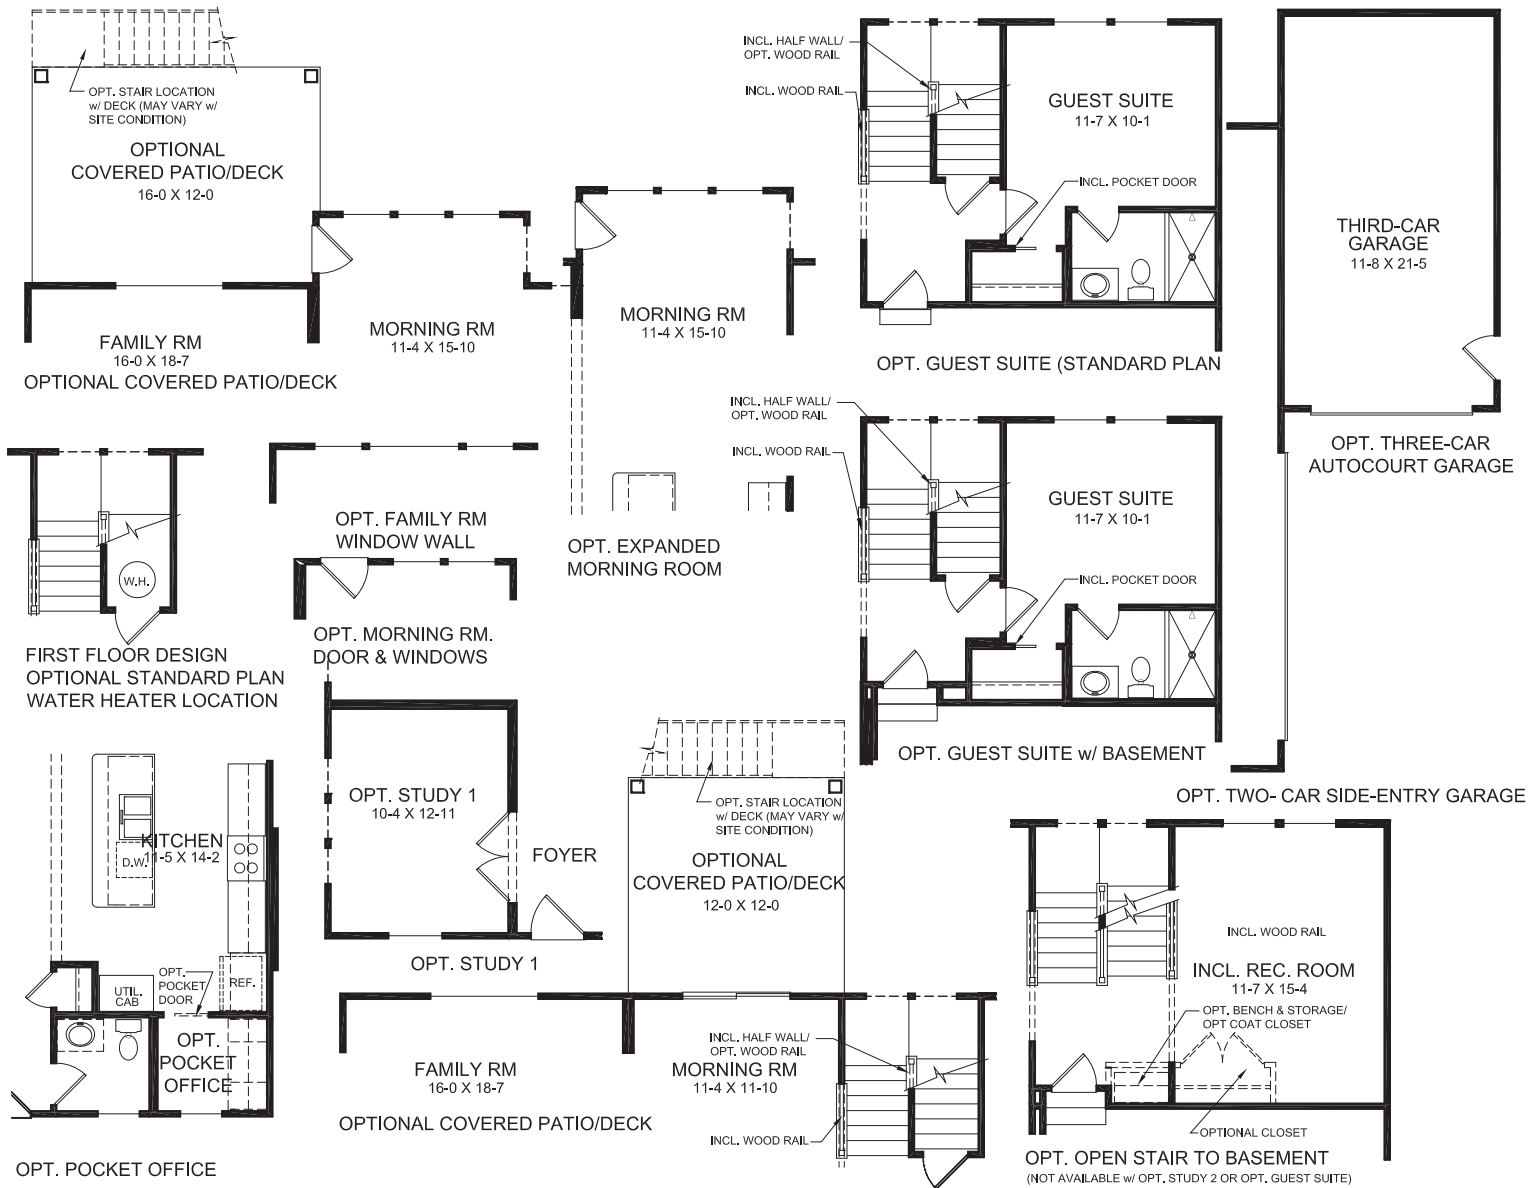 OPT. STAIR LOCATION
w/ DECK (MAY VARY w/
SITE CONDITION)
OPTIONAL
COVERED PATIO/DECK
16-0 X 12-0
FAMILY RM
16-0 X 18-7
MORNING RM
11-4 X 15-10
OPTIONAL COVERED PATIO/DECK
MORNING RM
11-4 X 15-10
OPT. EXPANDED
MORNING ROOM
INCL. HALF WALL/
OPT. WOOD RAIL
INCL. WOOD RAIL
GUEST SUITE
11-7 X 10-1
INCL. POCKET DOOR
OPT. GUEST SUITE (STANDARD PLAN
THIRD-CAR
GARAGE
11-8 X 21-5
OPT. THREE-CAR
AUTOCOURT GARAGE
W.H.
FIRST FLOOR DESIGN
OPTIONAL STANDARD PLAN
WATER HEATER LOCATION
OPT. FAMILY RM
WINDOW WALL
OPT. MORNING RM.
DOOR & WINDOWS
INCL. HALF WALL/
OPT. WOOD RAIL
INCL. WOOD RAIL
GUEST SUITE
11-7 X 10-1
INCL. POCKET DOOR
OPT. GUEST SUITE w/ BASEMENT
OPT. TWO- CAR SIDE-ENTRY GARAGE
KITCHEN
11-5 X 14-2
D.W.
UTIL.
CAB
OPT.
POCKET
DOOR
REF.
OPT.
POCKET
OFFICE
OPT. POCKET OFFICE
OPT. STUDY 1
10-4 X 12-11
FOYER
OPT. STUDY 1
OPT. STAIR LOCATION
w/ DECK (MAY VARY w/
SITE CONDITION)
OPTIONAL
COVERED PATIO/DECK
12-0 X 12-0
FAMILY RM
16-0 X 18-7
INCL. HALF WALL/
OPT. WOOD RAIL
MORNING RM
11-4 X 11-10
OPTIONAL COVERED PATIO/DECK
INCL. WOOD RAIL
INCL. WOOD RAIL
INCL. REC. ROOM
11-7 X 15-4
OPT. BENCH & STORAGE/
OPT COAT CLOSET
OPTIONAL CLOSET
OPT. OPEN STAIR TO BASEMENT
(NOT AVAILABLE w/ OPT. STUDY 2 OR OPT. GUEST SUITE)